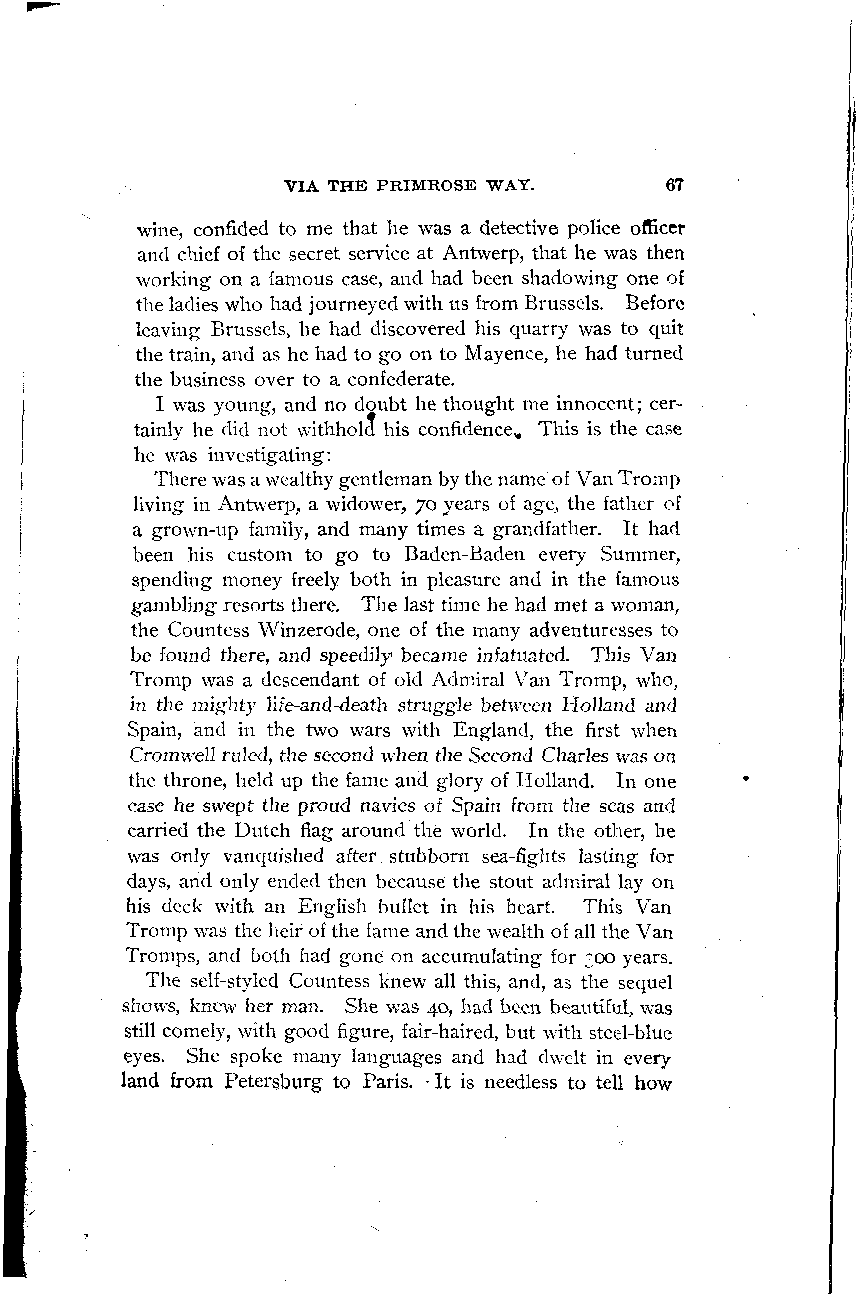 VIA THE PRIMROSE WAY. 67
wine, confided to me that he was a detective police officer
and chief of the secret service at Antwerp, that he was then
working on a famous case, and had been shadowing one of
the ladies who had journeyed with us from Brussels. Before
leaving Brussels, he had discovered his quarry was to quit
the train, and as he had to go on to Mayence, he had turned
the business over to a confederate.
I was young, and no doubt he thought me innocent; cer-
tainly he did not withhold his confidence. This is the case
he was investigating:
There was a wealthy gentleman by the name of Van Tromp
living in Antwerp, a widower, 70 years of age, the father of
a grown-up family, and many times a grandfather. It had
been his custom to go to Baden-Baden every Summer,
spending money freely both in pleasure and in the famous
gambling resorts there. The last time he had met a woman,
the Countess Winzerode, one of the many adventuresses to
be found there, and speedily became infatuated. This Van
Tromp was a descendant of old Admiral Van Tromp, who,
in the mighty life-and-death struggle between Holland and
Spain, and in the two wars with England, the first when
Cromwell ruled, the second when the Second Charles was on
the throne, held up the fame and glory of Holland. In one
case he swept the proud navies of Spain from the seas and
carried the Dutch flag around the world. In the other, he
was only vanquished after stubborn sea-fights lasting for
days, and only ended then because the stout admiral lay on
his deck with an English bullet in his heart. This Van
Tromp was the heir of the fame and the wealth of all the Van
Tromps, and both had gone on accumulating for years.
The self-styled Countess knew all this, and, as the sequel
shows, knew her man. She was 40, had been beautiful, was
still comely, with good figure, fair-haired, but with steel-blue
eyes. She spoke many languages and had dwelt in every
land from Petersburg to Paris. It is needless to tell how